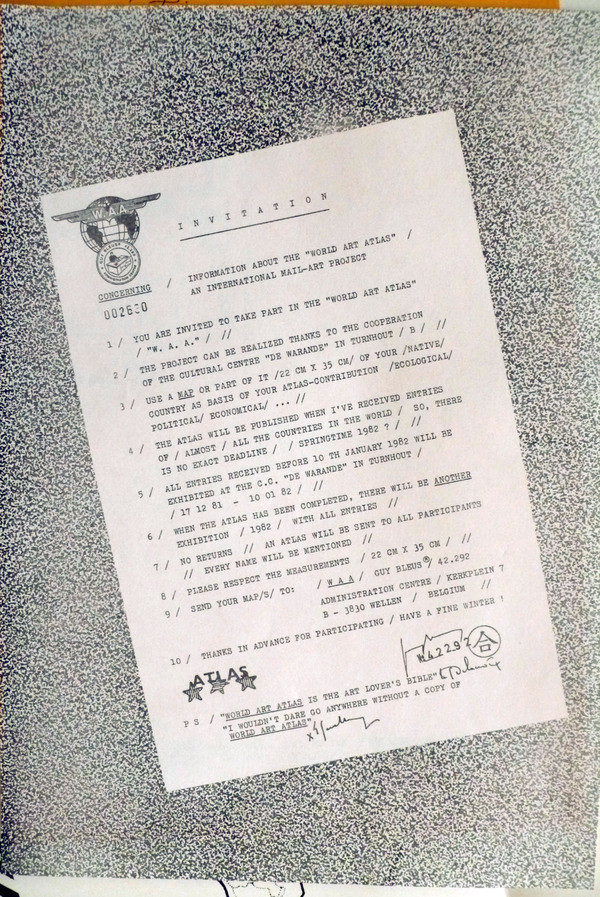 W A A
I N V I T A T I O N
CONCERNING / INFORMATION ABOUT THE "WORLD ART ATLAS" /
AN INTERNATIONAL MAIL-ART PROJECT
1 / YOU ARE INVITED TO TAKE PART IN THE "WORLD ART ATLAS"
/ "W. A. A." / //
2 / THE PROJECT CAN BE REALIZED THANKS TO THE COOPERATION
OF THE CULTURAL CENTRE "DE WARANDE" IN TURNHOUT / B / //
3 / USE A MAP OR PART OF IT /22 CM X 35 CM/ OF YOUR /NATIVE/
COUNTRY AS BASIS OF YOUR ATLAS-CONTRIBUTION /ECOLOGICAL/
POLITICAL/ ECONOMICAL/ ... //
4 / THE ATLAS WILL BE PUBLISHED WHEN I'VE RECEIVED ENTRIES
OF / ALMOST / ALL THE COUNTRIES IN THE WORLD / SO, THERE
IS NO EXACT DEADLINE / / SPRINGTIME 1982 ? / //
5 / ALL ENTRIES RECEIVED BEFORE 10 TH JANUARY 1982 WILL BE
EXHIBITED AT THE C.C. "DE WARANDE" IN TURNHOUT /
/ 17 12 81 - 10 01 82 / //
6 / WHEN THE ATLAS HAS BEEN COMPLETED, THERE WILL BE ANOTHER
EXHIBITION / 1982 / WITH ALL ENTRIES //
7 / NO RETURNS // AN ATLAS WILL BE SENT TO ALL PARTICIPANTS
// EVERY NAME WILL BE MENTIONED //
8 / PLEASE RESPECT THE MEASUREMENTS / 22 CM X 35 CM / //
9 / SEND YOUR MAP/S/ TO: / W A A / GUY BLEUS® / 42.292
ADMINISTRATION CENTRE / KERKPLEIN 7
B - 3830 WELLEN / BELGIUM //
10 / THANKS IN ADVANCE FOR PARTICIPATING / HAVE A FINE WINTER !
42292 合
ATLAS
P S / "WORLD ART ATLAS IS THE ART LOVER'S BIBLE"
"I WOULDN'T DARE GO ANYWHERE WITHOUT A COPY OF
WORLD ART ATLAS"